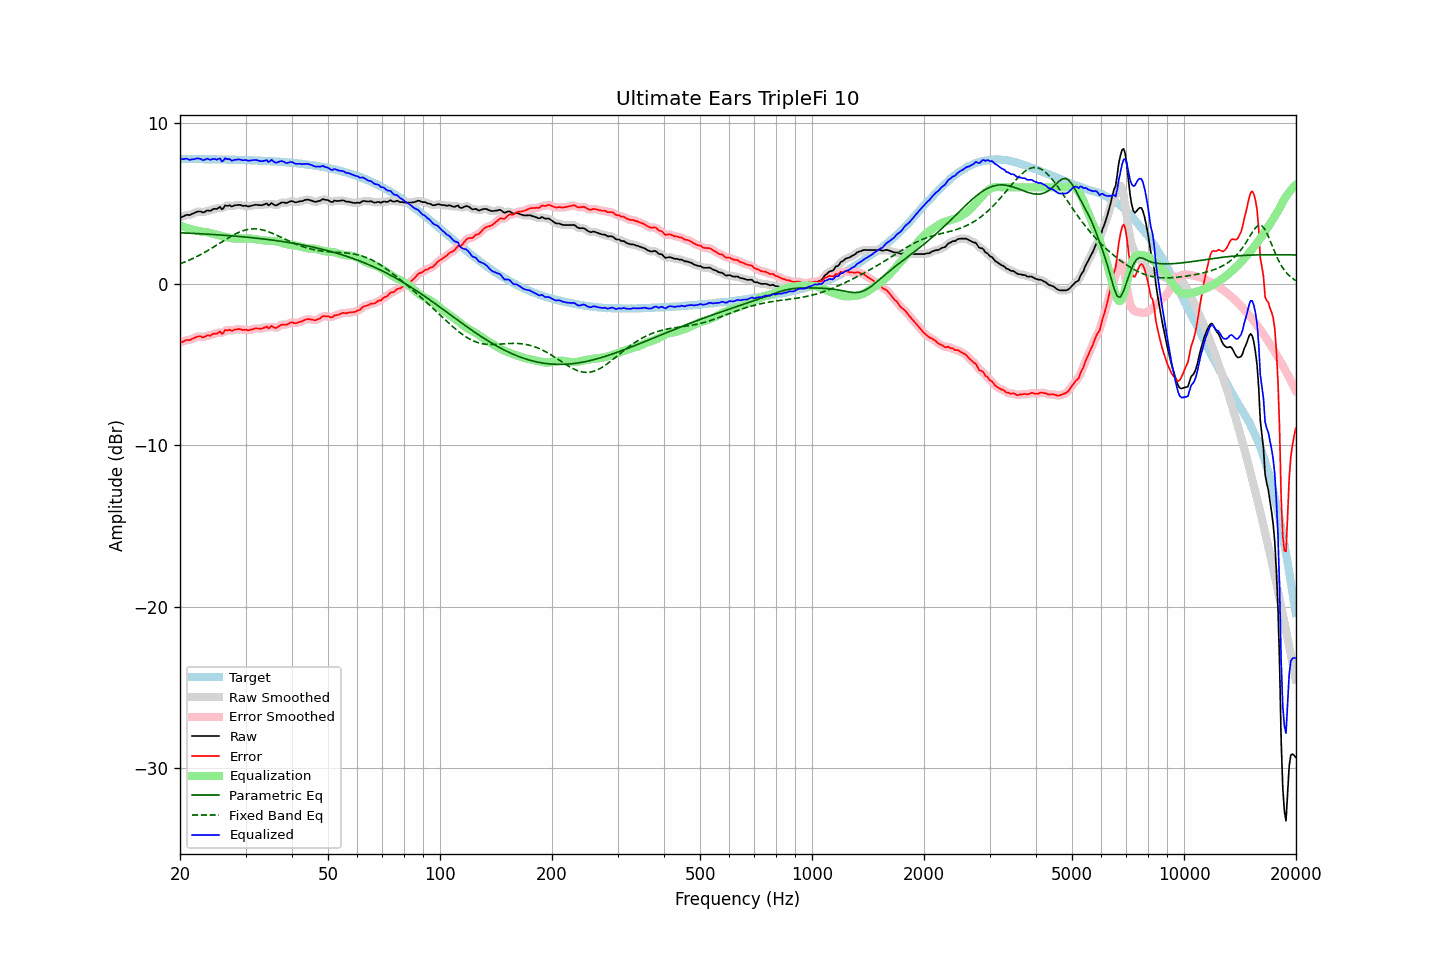 Ultimate Ears TripleFi 10
10
0
−10
−20
−30
Amplitude (dBr)
Target
Raw Smoothed
Error Smoothed
Raw
Error
Equalization
Parametric Eq
Fixed Band Eq
Equalized
20 50 100 200 500 1000 2000 5000 10000 20000
Frequency (Hz)